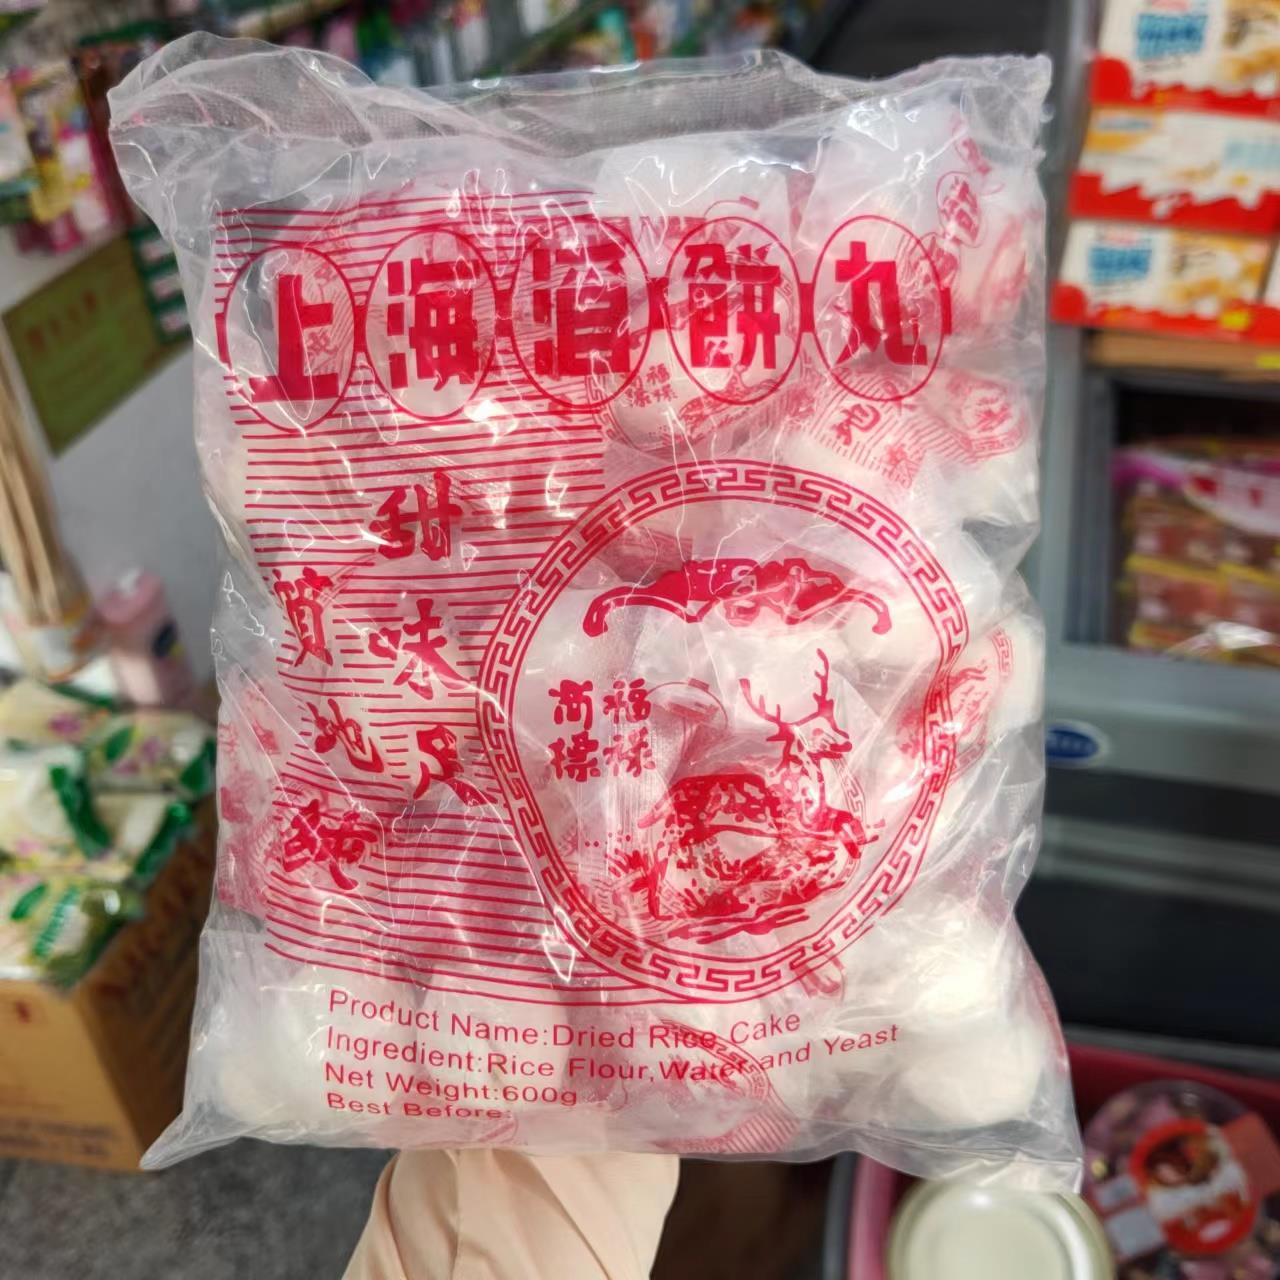 上海酒餅丸
甜味足
質地純
福祿
商標
Product Name:Dried Rice Cake
Ingredient:Rice Flour,Water and Yeast
Net Weight:600g
Best Before: